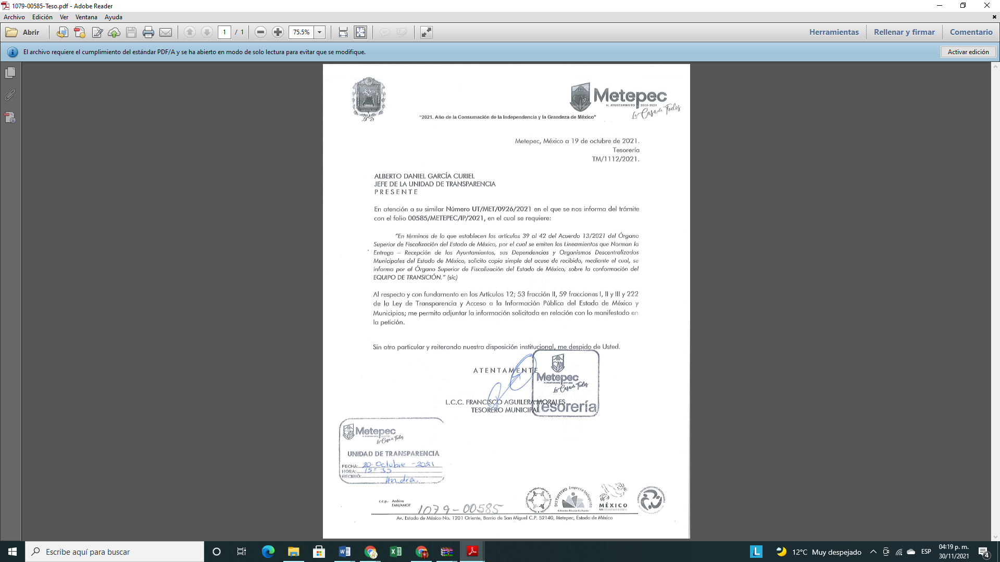 1079-00585-Teso.pdf - Adobe Reader
Archivo Edición Ver Ventana Ayuda
Abrir 1 / 1 75.5% Herramientas Rellenar y firmar Comentario
El archivo requiere el cumplimiento del estándar PDF/A y se ha abierto en modo de solo lectura para evitar que se modifique. Activar edición
Metepec
H. AYUNTAMIENTO 2019-2021
La Casa de Todos
"2021. Año de la Consumación de la Independencia y la Grandeza de México"
Metepec, México a 19 de octubre de 2021.
Tesorería
TM/1112/2021.
ALBERTO DANIEL GARCÍA CURIEL
JEFE DE LA UNIDAD DE TRANSPARENCIA
P R E S E N T E
En atención a su similar Número UT/MET/0926/2021 en el que se nos informa del trámite
con el folio 00585/METEPEC/IP/2021, en el cual se requiere:
"En términos de lo que establecen los artículos 39 al 42 del Acuerdo 13/2021 del Órgano
Superior de Fiscalización del Estado de México, por el cual se emiten los Lineamientos que Norman la
Entrega – Recepción de los Ayuntamientos, sus Dependencias y Organismos Descentralizados
Municipales del Estado de México, solicito copia simple del acuse de recibido, mediante el cual, se
informa por al Órgano Superior de Fiscalización del Estado de México, sobre la conformación del
EQUIPO DE TRANSICIÓN." (sic)
Al respecto y con fundamento en los Artículos 12; 53 fracción II, 59 fracciones I, II y III y 222
de la Ley de Transparencia y Acceso a la Información Pública del Estado de México y
Municipios; me permito adjuntar la información solicitada en relación con lo manifestado en
la petición.
Sin otro particular y reiterando nuestra disposición institucional, me despido de Usted.
A T E N T A M E N T E
Metepec
La Casa de Todos
Tesorería
L.C.C. FRANCISCO AGUILERA MORALES
TESORERO MUNICIPAL
Metepec
La Casa de Todos
UNIDAD DE TRANSPARENCIA
FECHA: 20 Octubre - 2021
HORA: 15:35
RECIBIÓ: Andrea.
DISTINTIVO Empresa Incluyente
Gilberto Rincón Gallardo
MÉXICO
c.c.p.- Archivo
FAM/AMOF
1079-00585
Av. Estado de México No. 1201 Oriente, Barrio de San Miguel C.P. 52140, Metepec, Estado de México
Escribe aquí para buscar
L
12°C Muy despejado
ESP
04:19 p. m.
30/11/2021
4